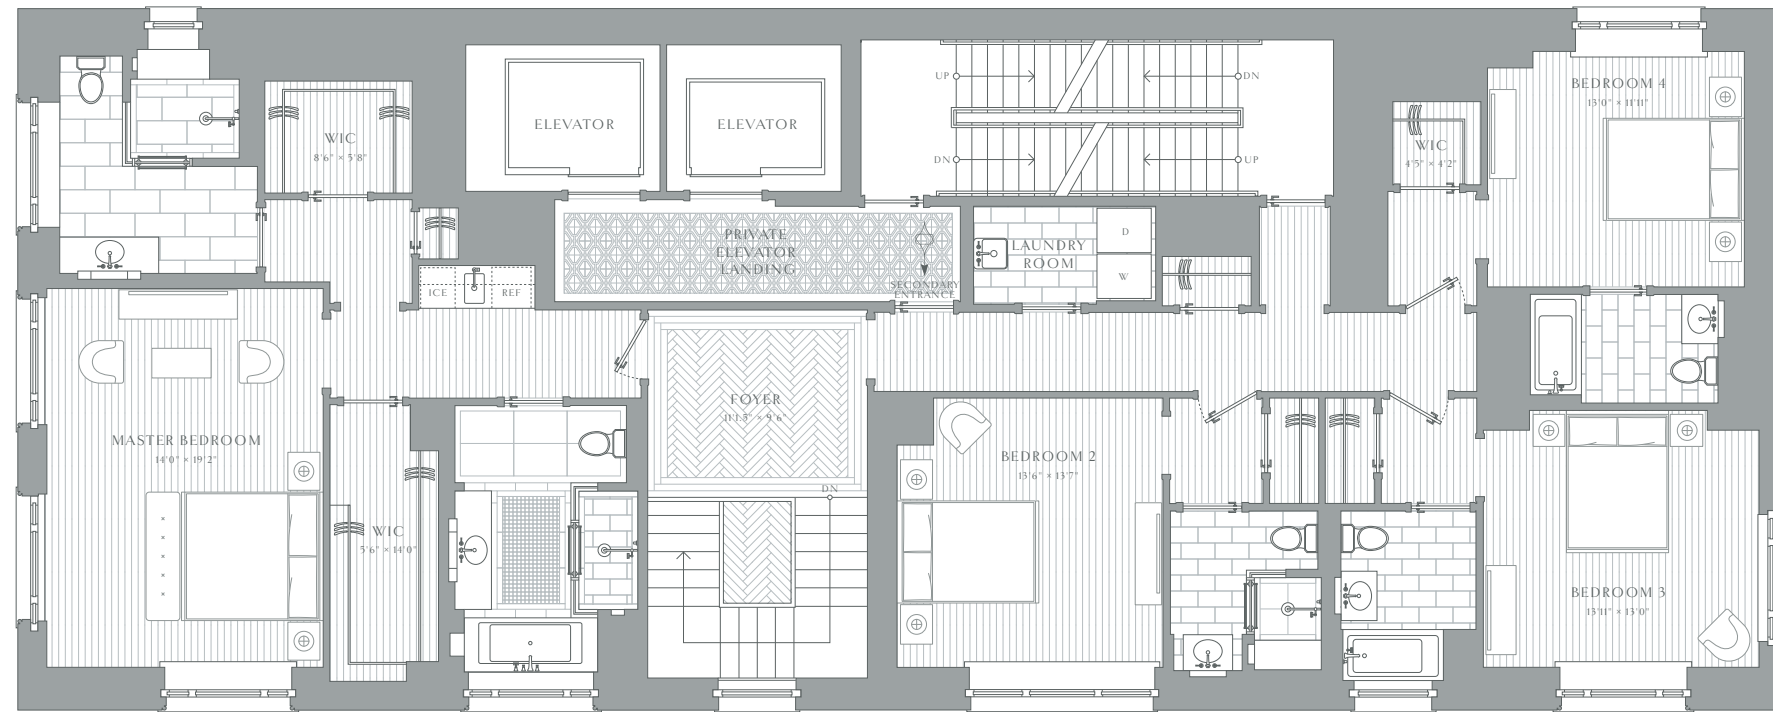 ELEVATOR
ELEVATOR
UP
DN
DN
UP
BEDROOM 4
13'0" × 11'11"
WIC
8'6" × 5'8"
WIC
4'5" × 4'2"
PRIVATE
ELEVATOR
LANDING
SECONDARY
ENTRANCE
LAUNDRY
ROOM
D
W
ICE
REF
FOYER
11'1.5" × 9'6"
MASTER BEDROOM
14'0" × 19'2"
BEDROOM 2
13'6" × 13'7"
DN
WIC
5'6" × 14'0"
BEDROOM 3
13'11" × 13'0"